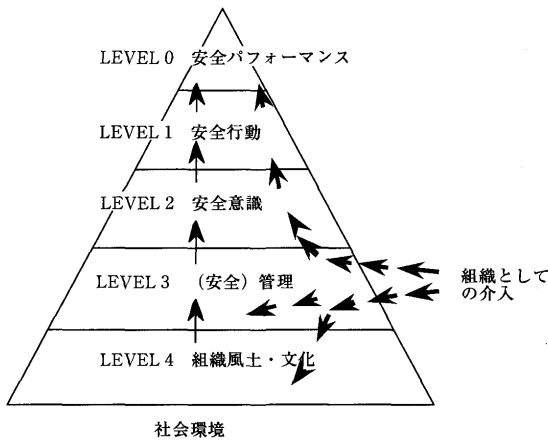 LEVEL 0 安全パフォーマンス
LEVEL 1 安全行動
LEVEL 2 安全意識
LEVEL 3 （安全）管理
組織として
の介入
LEVEL 4 組織風土・文化
社会環境